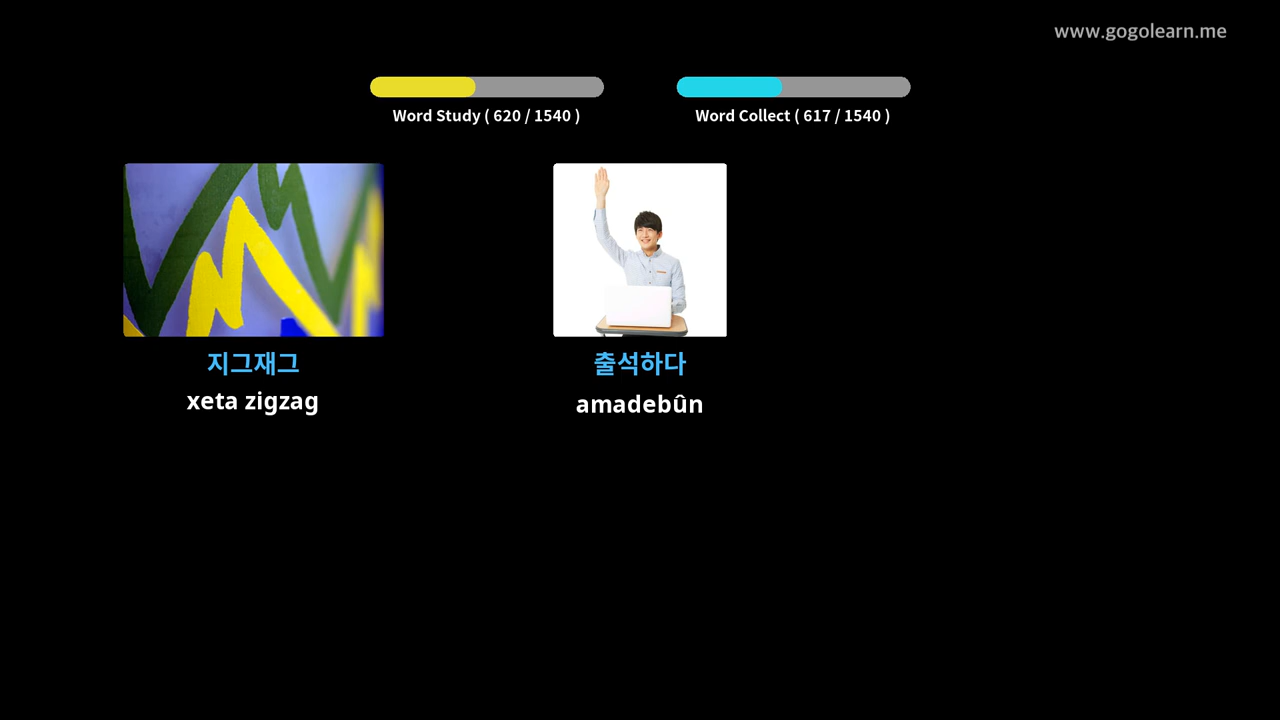 www.gogolearn.me
Word Study ( 620 / 1540 )
Word Collect ( 617 / 1540 )
지그재그
xeta zigzag
출석하다
amadebûn